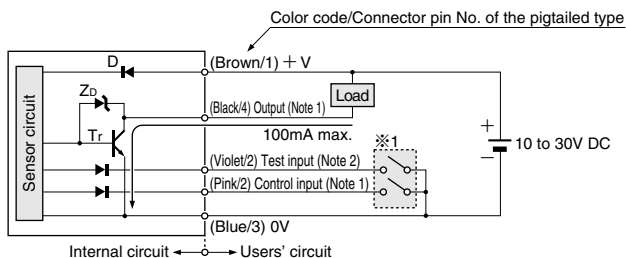 Color code/Connector pin No. of the pigtailed type
D
(Brown/1) + V
ZD
Load
(Black/4) Output (Note 1)
Sensor circuit
Tr
100mA max.
※1
+
10 to 30V DC
−
(Violet/2) Test input (Note 2)
(Pink/2) Control input (Note 1)
(Blue/3) 0V
Internal circuit
Users' circuit